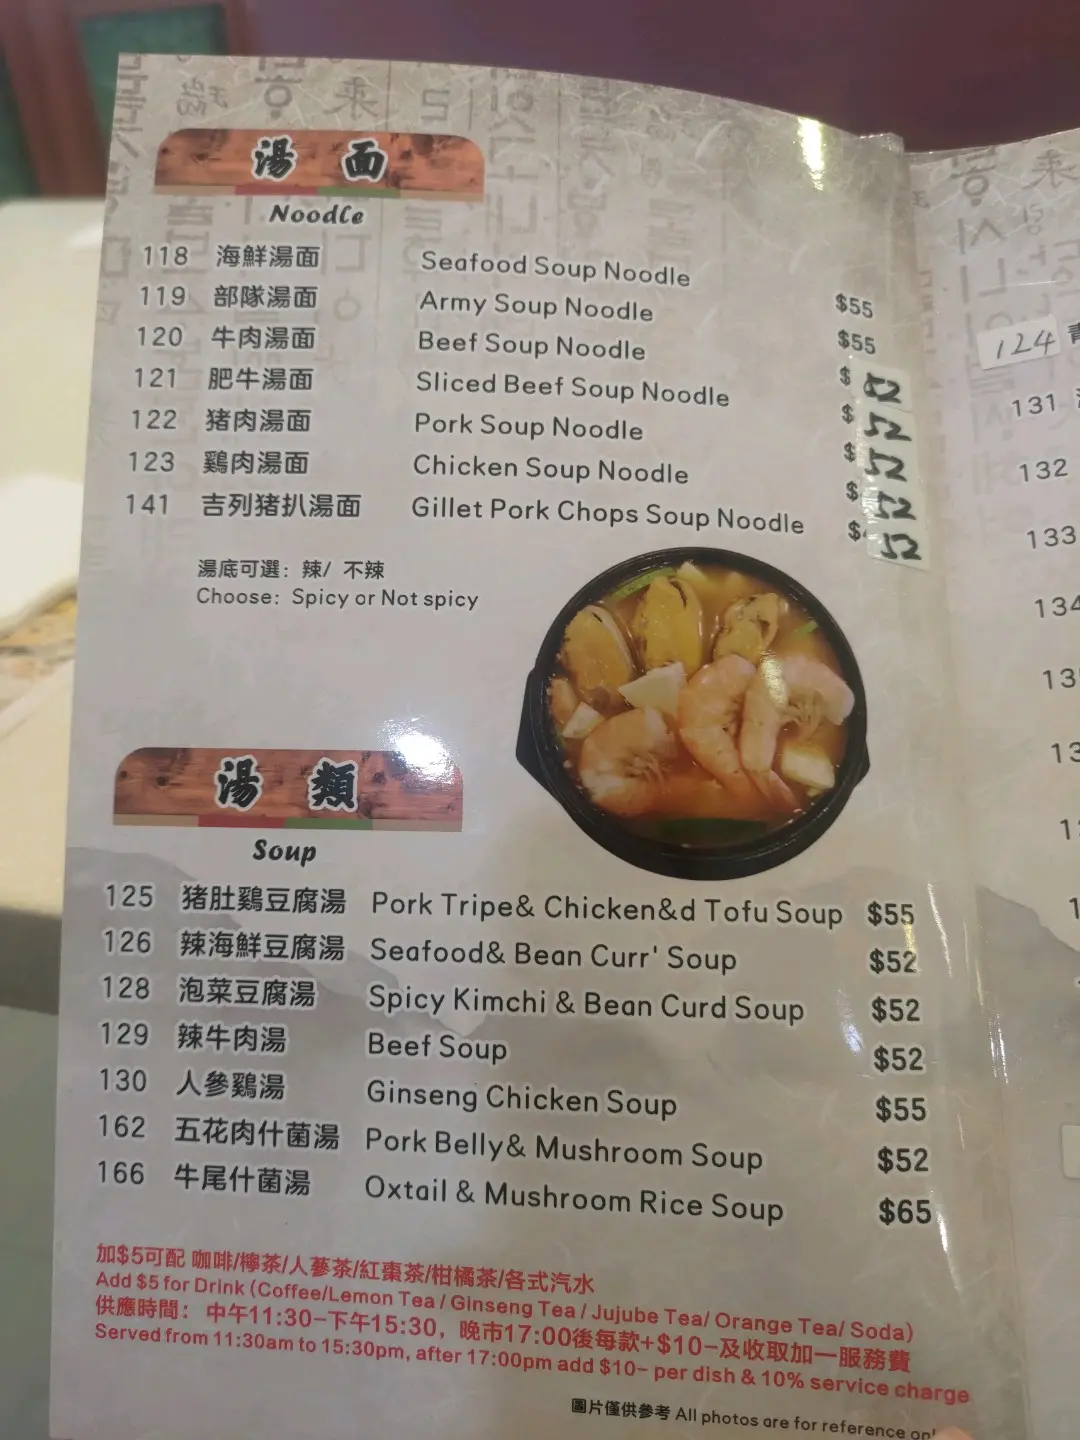 湯 面
Noodle
118 海鮮湯面 Seafood Soup Noodle $55
119 部隊湯面 Army Soup Noodle $55
120 牛肉湯面 Beef Soup Noodle $52
121 肥牛湯面 Sliced Beef Soup Noodle $52
122 猪肉湯面 Pork Soup Noodle $52
123 鷄肉湯面 Chicken Soup Noodle $52
141 吉列猪扒湯面 Gillet Pork Chops Soup Noodle $52
湯底可選: 辣/ 不辣
Choose: Spicy or Not spicy
湯 類
Soup
125 猪肚鷄豆腐湯 Pork Tripe& Chicken&d Tofu Soup $55
126 辣海鮮豆腐湯 Seafood& Bean Curr' Soup $52
128 泡菜豆腐湯 Spicy Kimchi & Bean Curd Soup $52
129 辣牛肉湯 Beef Soup $52
130 人參鷄湯 Ginseng Chicken Soup $55
162 五花肉什菌湯 Pork Belly& Mushroom Soup $52
166 牛尾什菌湯 Oxtail & Mushroom Rice Soup $65
加$5可配 咖啡/檸茶/人蔘茶/紅棗茶/柑橘茶/各式汽水
Add $5 for Drink (Coffee/Lemon Tea / Ginseng Tea / Jujube Tea/ Orange Tea/ Soda)
供應時間: 中午11:30-下午15:30, 晚市17:00後每款+$10-及收取加一服務費
Served from 11:30am to 15:30pm, after 17:00pm add $10- per dish & 10% service charge
圖片僅供參考 All photos are for reference
124
131
132
133
134